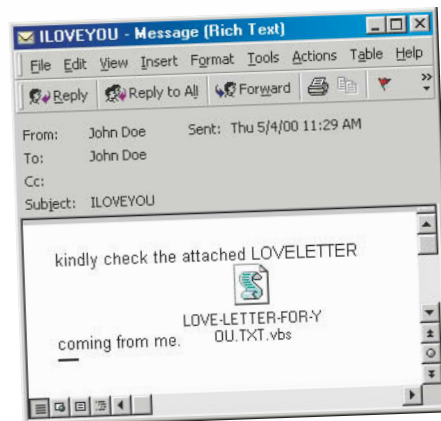 ILOVEYOU - Message (Rich Text)
File Edit View Insert Format Tools Actions Table Help
Reply Reply to All Forward
From: John Doe Sent: Thu 5/4/00 11:29 AM
To: John Doe
Cc:
Subject: ILOVEYOU
kindly check the attached LOVELETTER
LOVE-LETTER-FOR-Y
OU.TXT.vbs
coming from me.